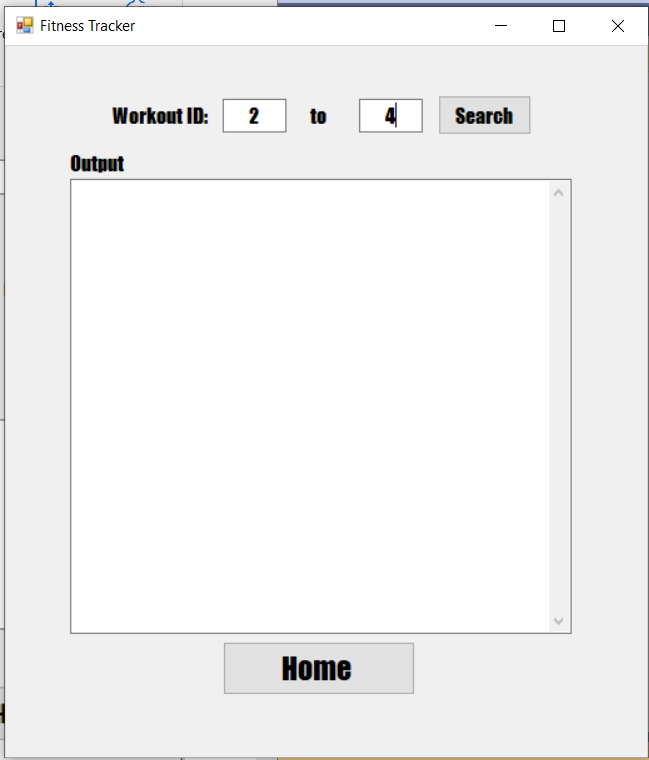 Fitness Tracker
Workout ID: 2 to 4 Search
Output
Home